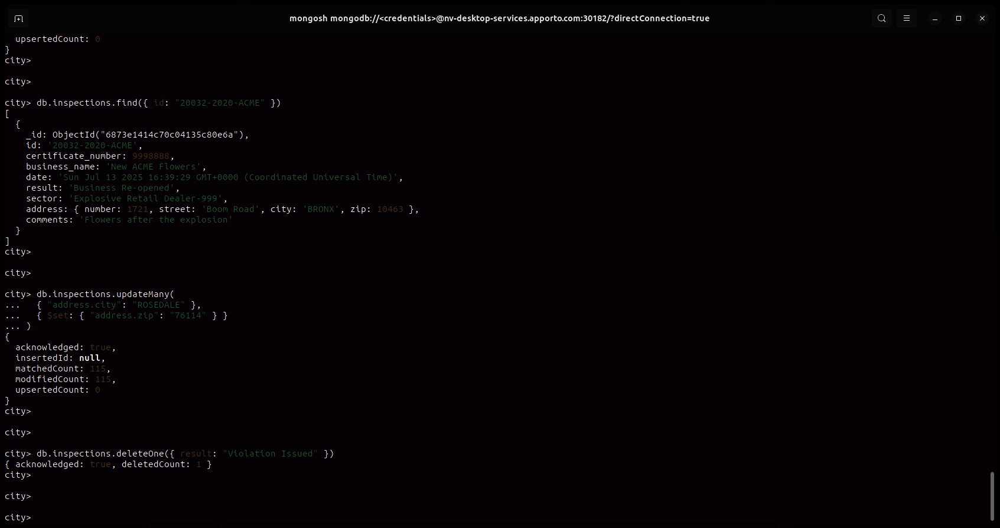 mongosh mongodb://<credentials>@nv-desktop-services.apporto.com:30182/?directConnection=true
  upsertedCount: 0
}
city>
city>
city> db.inspections.find({ id: "20032-2020-ACME" })
[
  {
    _id: ObjectId("6873e1414c70c04135c80e6a"),
    id: '20032-2020-ACME',
    certificate_number: 9998888,
    business_name: 'New ACME Flowers',
    date: 'Sun Jul 13 2025 16:39:29 GMT+0000 (Coordinated Universal Time)',
    result: 'Business Re-opened',
    sector: 'Explosive Retail Dealer-999',
    address: { number: 1721, street: 'Boom Road', city: 'BRONX', zip: 10463 },
    comments: 'Flowers after the explosion'
  }
]
city>
city>
city> db.inspections.updateMany(
...   { "address.city": "ROSEDALE" },
...   { $set: { "address.zip": "76114" } }
... )
{
  acknowledged: true,
  insertedId: null,
  matchedCount: 115,
  modifiedCount: 115,
  upsertedCount: 0
}
city>
city>
city> db.inspections.deleteOne({ result: "Violation Issued" })
{ acknowledged: true, deletedCount: 1 }
city>
city>
city>